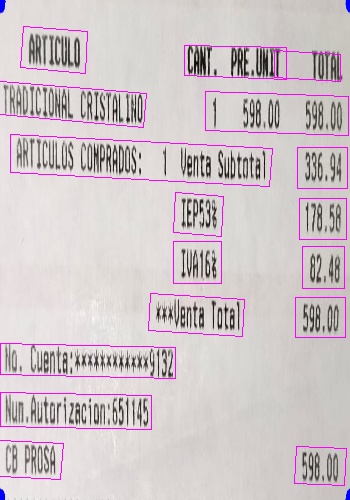 ARTICULO CANT. PRE.UNIT TOTAL
TRADICIONAL CRISTALINO 1 598.00 598.00
ARTICULOS COMPRADOS: 1 Venta Subtotal 336.94
IEP53% 178.58
IVA16% 82.48
***Venta Total 598.00
No. Cuenta:************9132
Num.Autorizacion:651145
CB PROSA 598.00